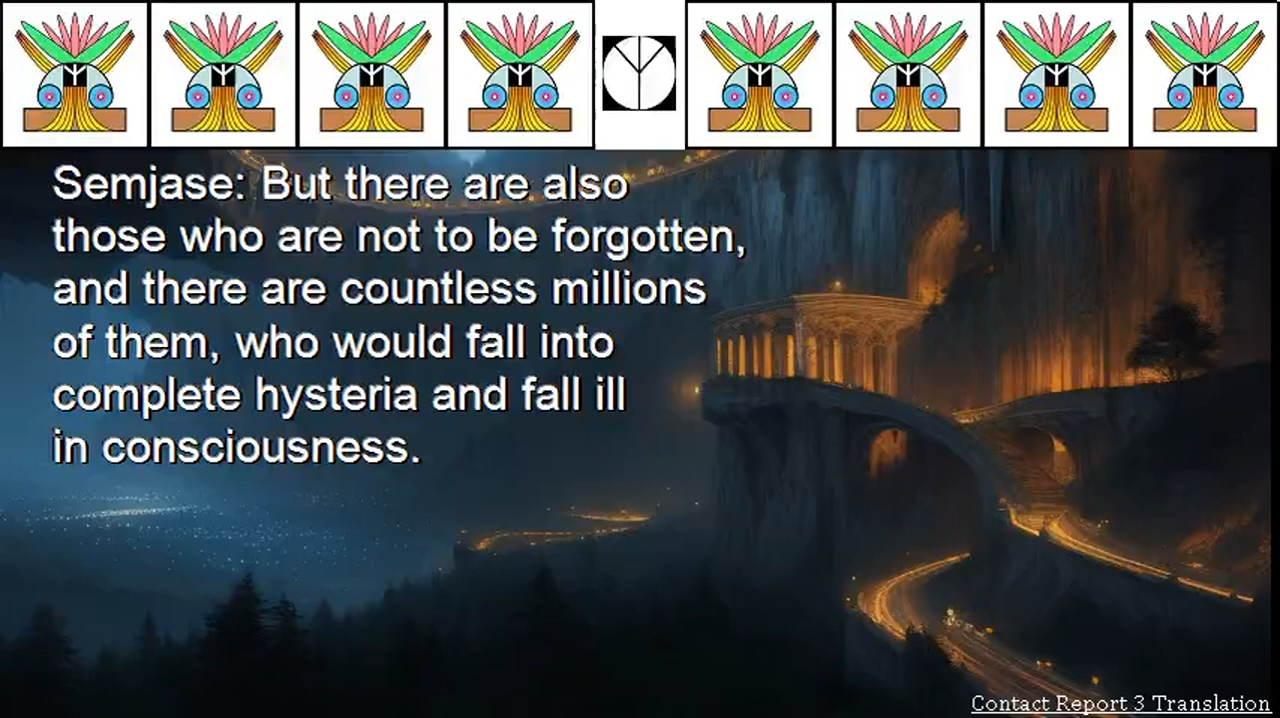 Semjase: But there are also
those who are not to be forgotten,
and there are countless millions
of them, who would fall into
complete hysteria and fall ill
in consciousness.
Contact Report 3 Translation